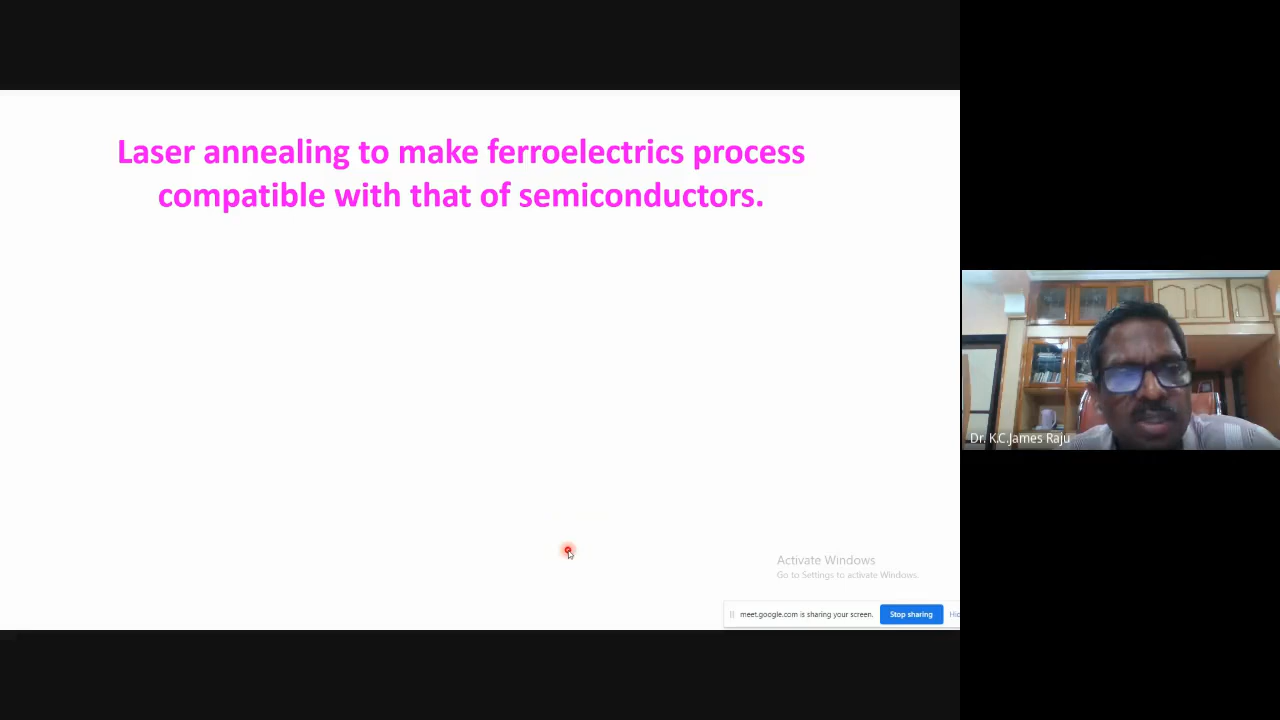 Laser annealing to make ferroelectrics process
compatible with that of semiconductors.
Dr. K.C.James Raju
Activate Windows
Go to Settings to activate Windows.
meet.google.com is sharing your screen.
Stop sharing